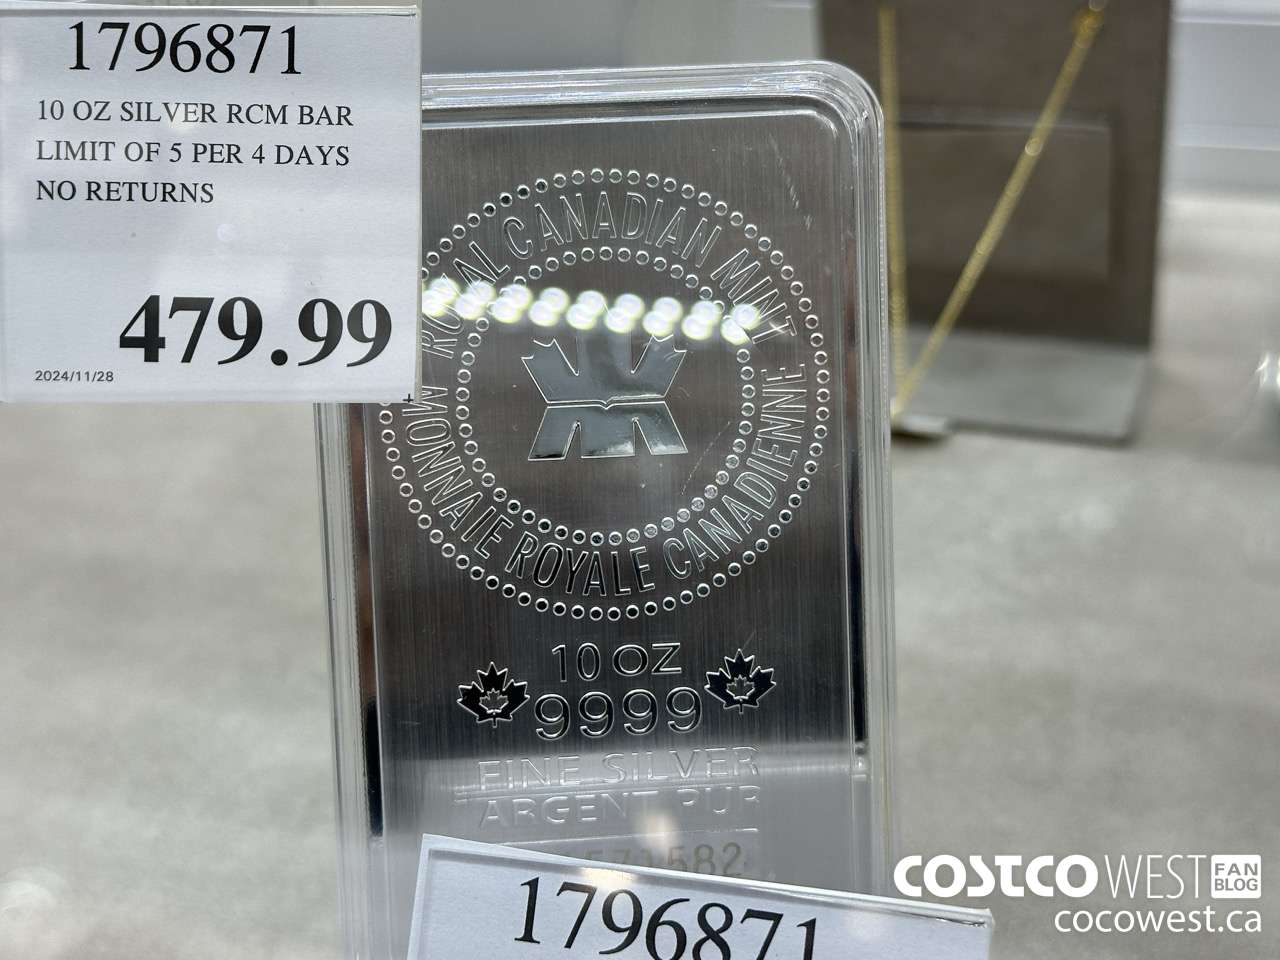 1796871
10 OZ SILVER RCM BAR
LIMIT OF 5 PER 4 DAYS
NO RETURNS
479.99
2024/11/28
ROYAL CANADIAN MINT
MONNAIE ROYALE CANADIENNE
10 OZ
9999
FINE SILVER
ARGENT PUR
582
1796871
COSTCO WEST FAN BLOG
cocowest.ca